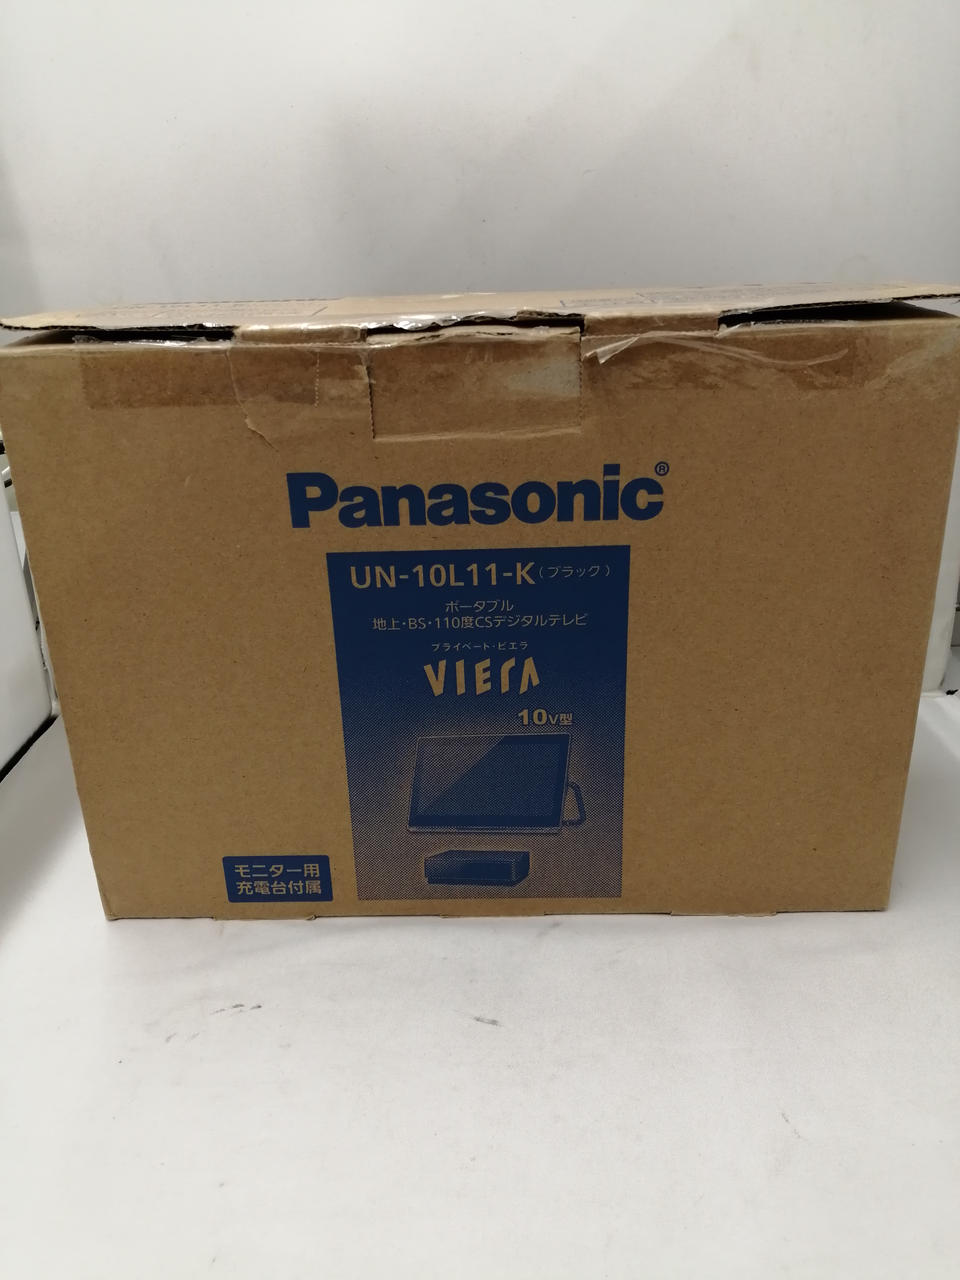 Panasonic®
UN-10L11-K（ブラック）
ポータブル
地上・BS・110度CSデジタルテレビ
プライベート・ビエラ
VIERA
10V型
モニター用
充電台付属